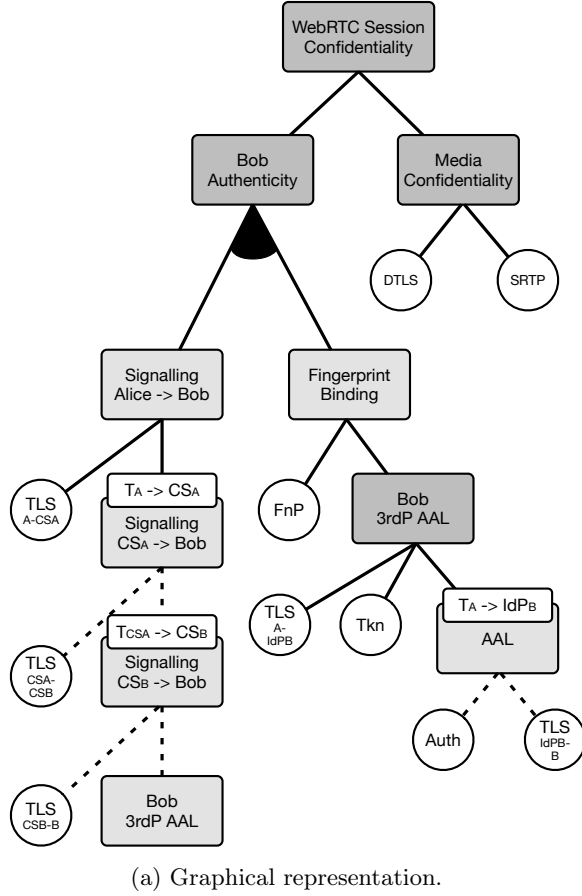 WebRTC Session
Confidentiality
Bob
Authenticity
Media
Confidentiality
DTLS
SRTP
Signalling
Alice -> Bob
Fingerprint
Binding
TLS
A-CSA
TA -> CSA
Signalling
CSA -> Bob
FnP
Bob
3rdP AAL
TLS
A-
IdPB
Tkn
TA -> IdPB
AAL
TCSA -> CSB
Signalling
CSB -> Bob
TLS
CSA-
CSB
Auth
TLS
IdPB-
B
TLS
CSB-B
Bob
3rdP AAL
(a) Graphical representation.